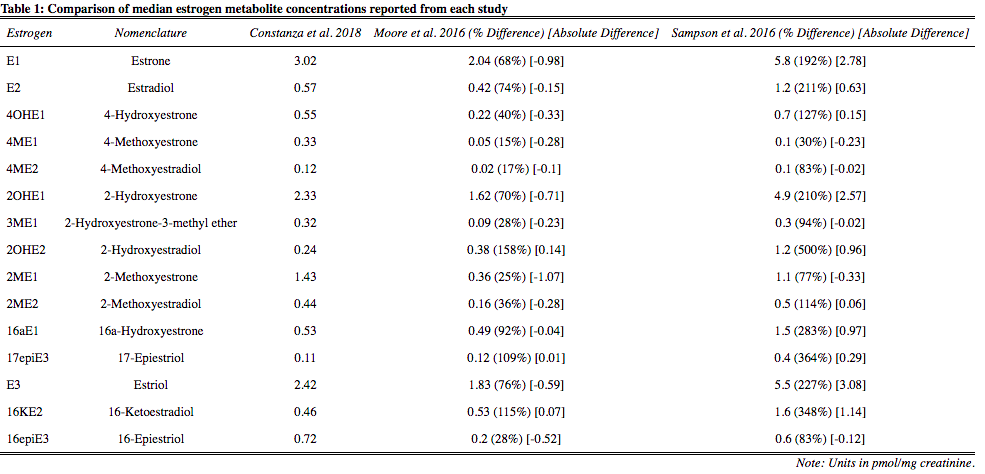 Table 1: Comparison of median estrogen metabolite concentrations reported from each study
Estrogen Nomenclature Constanza et al. 2018 Moore et al. 2016 (% Difference) [Absolute Difference] Sampson et al. 2016 (% Difference) [Absolute Difference]
E1 Estrone 3.02 2.04 (68%) [-0.98] 5.8 (192%) [2.78]
E2 Estradiol 0.57 0.42 (74%) [-0.15] 1.2 (211%) [0.63]
4OHE1 4-Hydroxyestrone 0.55 0.22 (40%) [-0.33] 0.7 (127%) [0.15]
4ME1 4-Methoxyestrone 0.33 0.05 (15%) [-0.28] 0.1 (30%) [-0.23]
4ME2 4-Methoxyestradiol 0.12 0.02 (17%) [-0.1] 0.1 (83%) [-0.02]
2OHE1 2-Hydroxyestrone 2.33 1.62 (70%) [-0.71] 4.9 (210%) [2.57]
3ME1 2-Hydroxyestrone-3-methyl ether 0.32 0.09 (28%) [-0.23] 0.3 (94%) [-0.02]
2OHE2 2-Hydroxyestradiol 0.24 0.38 (158%) [0.14] 1.2 (500%) [0.96]
2ME1 2-Methoxyestrone 1.43 0.36 (25%) [-1.07] 1.1 (77%) [-0.33]
2ME2 2-Methoxyestradiol 0.44 0.16 (36%) [-0.28] 0.5 (114%) [0.06]
16aE1 16a-Hydroxyestrone 0.53 0.49 (92%) [-0.04] 1.5 (283%) [0.97]
17epiE3 17-Epiestriol 0.11 0.12 (109%) [0.01] 0.4 (364%) [0.29]
E3 Estriol 2.42 1.83 (76%) [-0.59] 5.5 (227%) [3.08]
16KE2 16-Ketoestradiol 0.46 0.53 (115%) [0.07] 1.6 (348%) [1.14]
16epiE3 16-Epiestriol 0.72 0.2 (28%) [-0.52] 0.6 (83%) [-0.12]
Note: Units in pmol/mg creatinine.